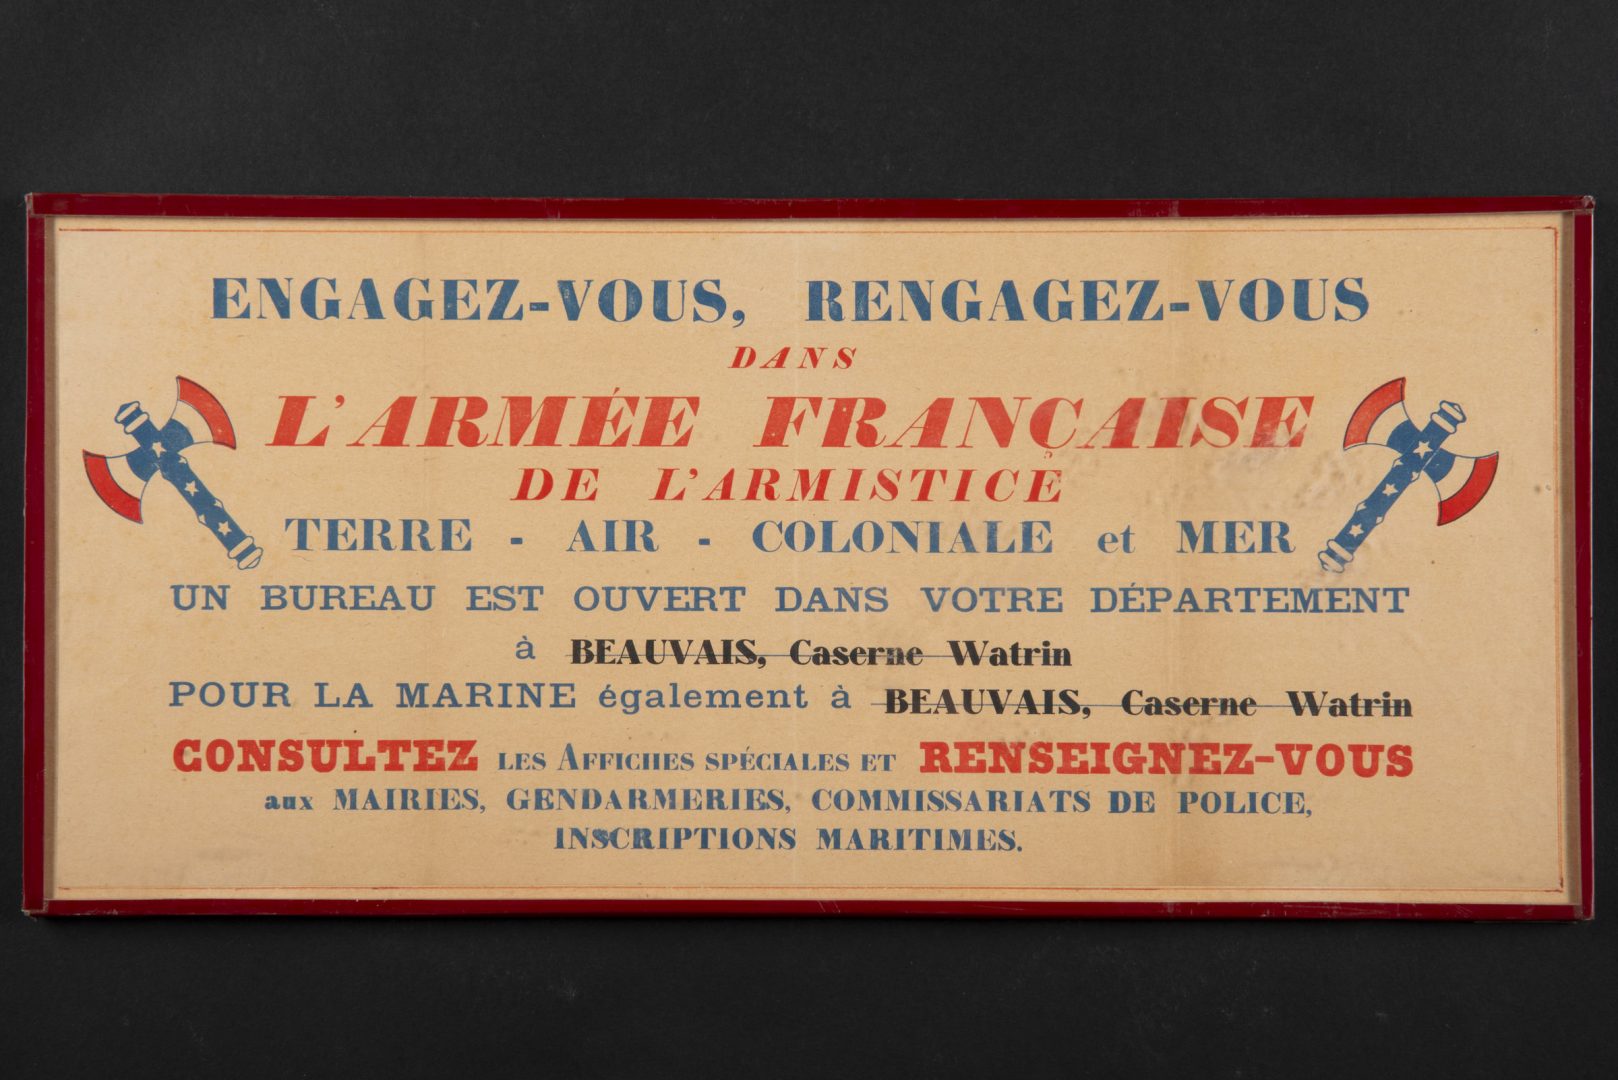 ENGAGEZ-VOUS, RENGAGEZ-VOUS
DANS
L'ARMÉE FRANÇAISE
DE L'ARMISTICE
TERRE - AIR - COLONIALE et MER
UN BUREAU EST OUVERT DANS VOTRE DÉPARTEMENT
à BEAUVAIS, Caserne Watrin
POUR LA MARINE également à BEAUVAIS, Caserne Watrin
CONSULTEZ LES AFFICHES SPÉCIALES ET RENSEIGNEZ-VOUS
aux MAIRIES, GENDARMERIES, COMMISSARIATS DE POLICE,
INSCRIPTIONS MARITIMES.